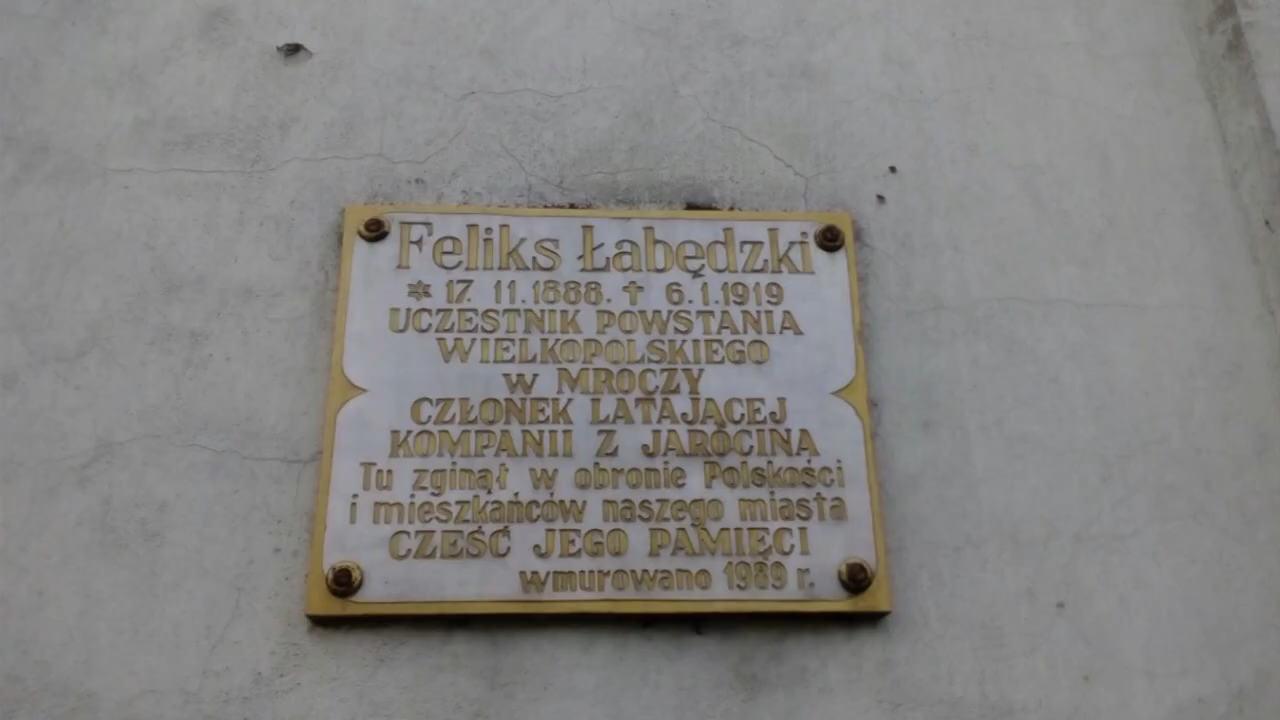 Feliks Łabędzki
* 17. 11.1888. † 6.1.1919
UCZESTNIK POWSTANIA
WIELKOPOLSKIEGO
w MROCZY
CZŁONEK LATAJĄCEJ
KOMPANII Z JAROCINA
Tu zginął w obronie Polskości
i mieszkańców naszego miasta
CZEŚĆ JEGO PAMIĘCI
wmurowano 1989 r.